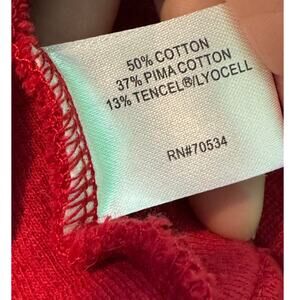 50% COTTON
37% PIMA COTTON
13% TENCEL®/LYOCELL
RN#70534